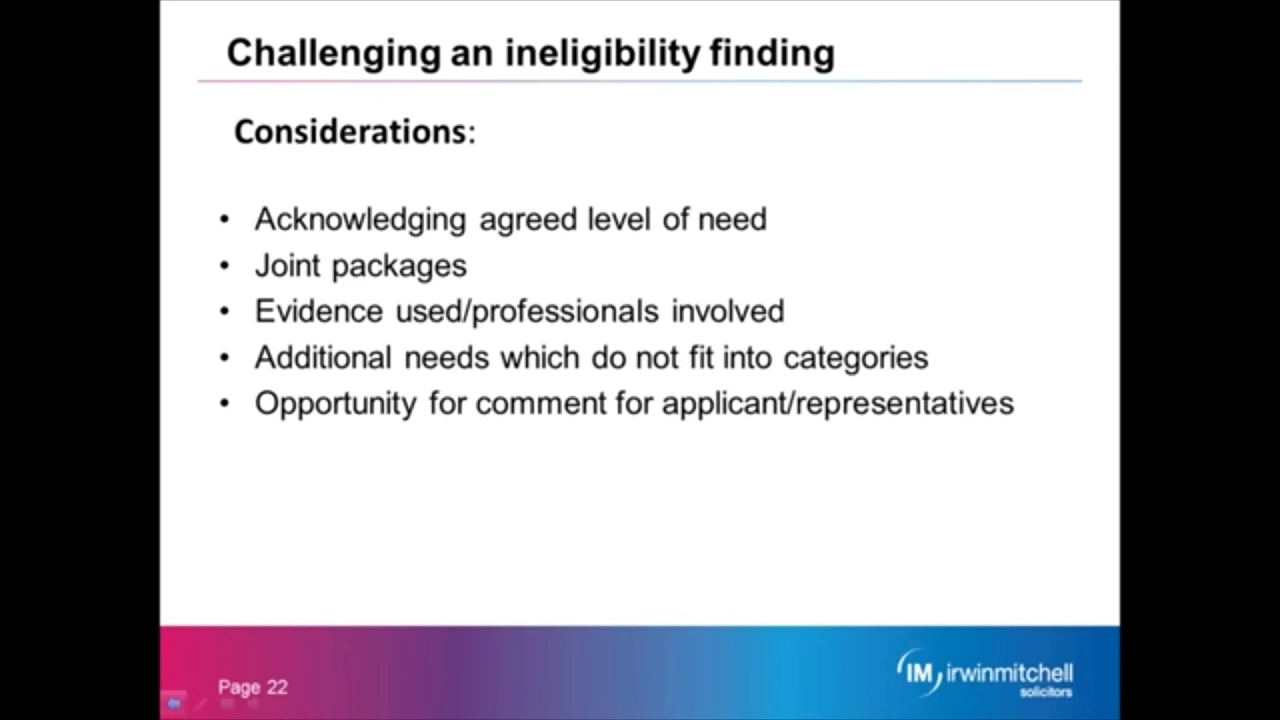 Challenging an ineligibility finding
Considerations:
• Acknowledging agreed level of need
• Joint packages
• Evidence used/professionals involved
• Additional needs which do not fit into categories
• Opportunity for comment for applicant/representatives
Page 22
IM irwinmitchell
solicitors